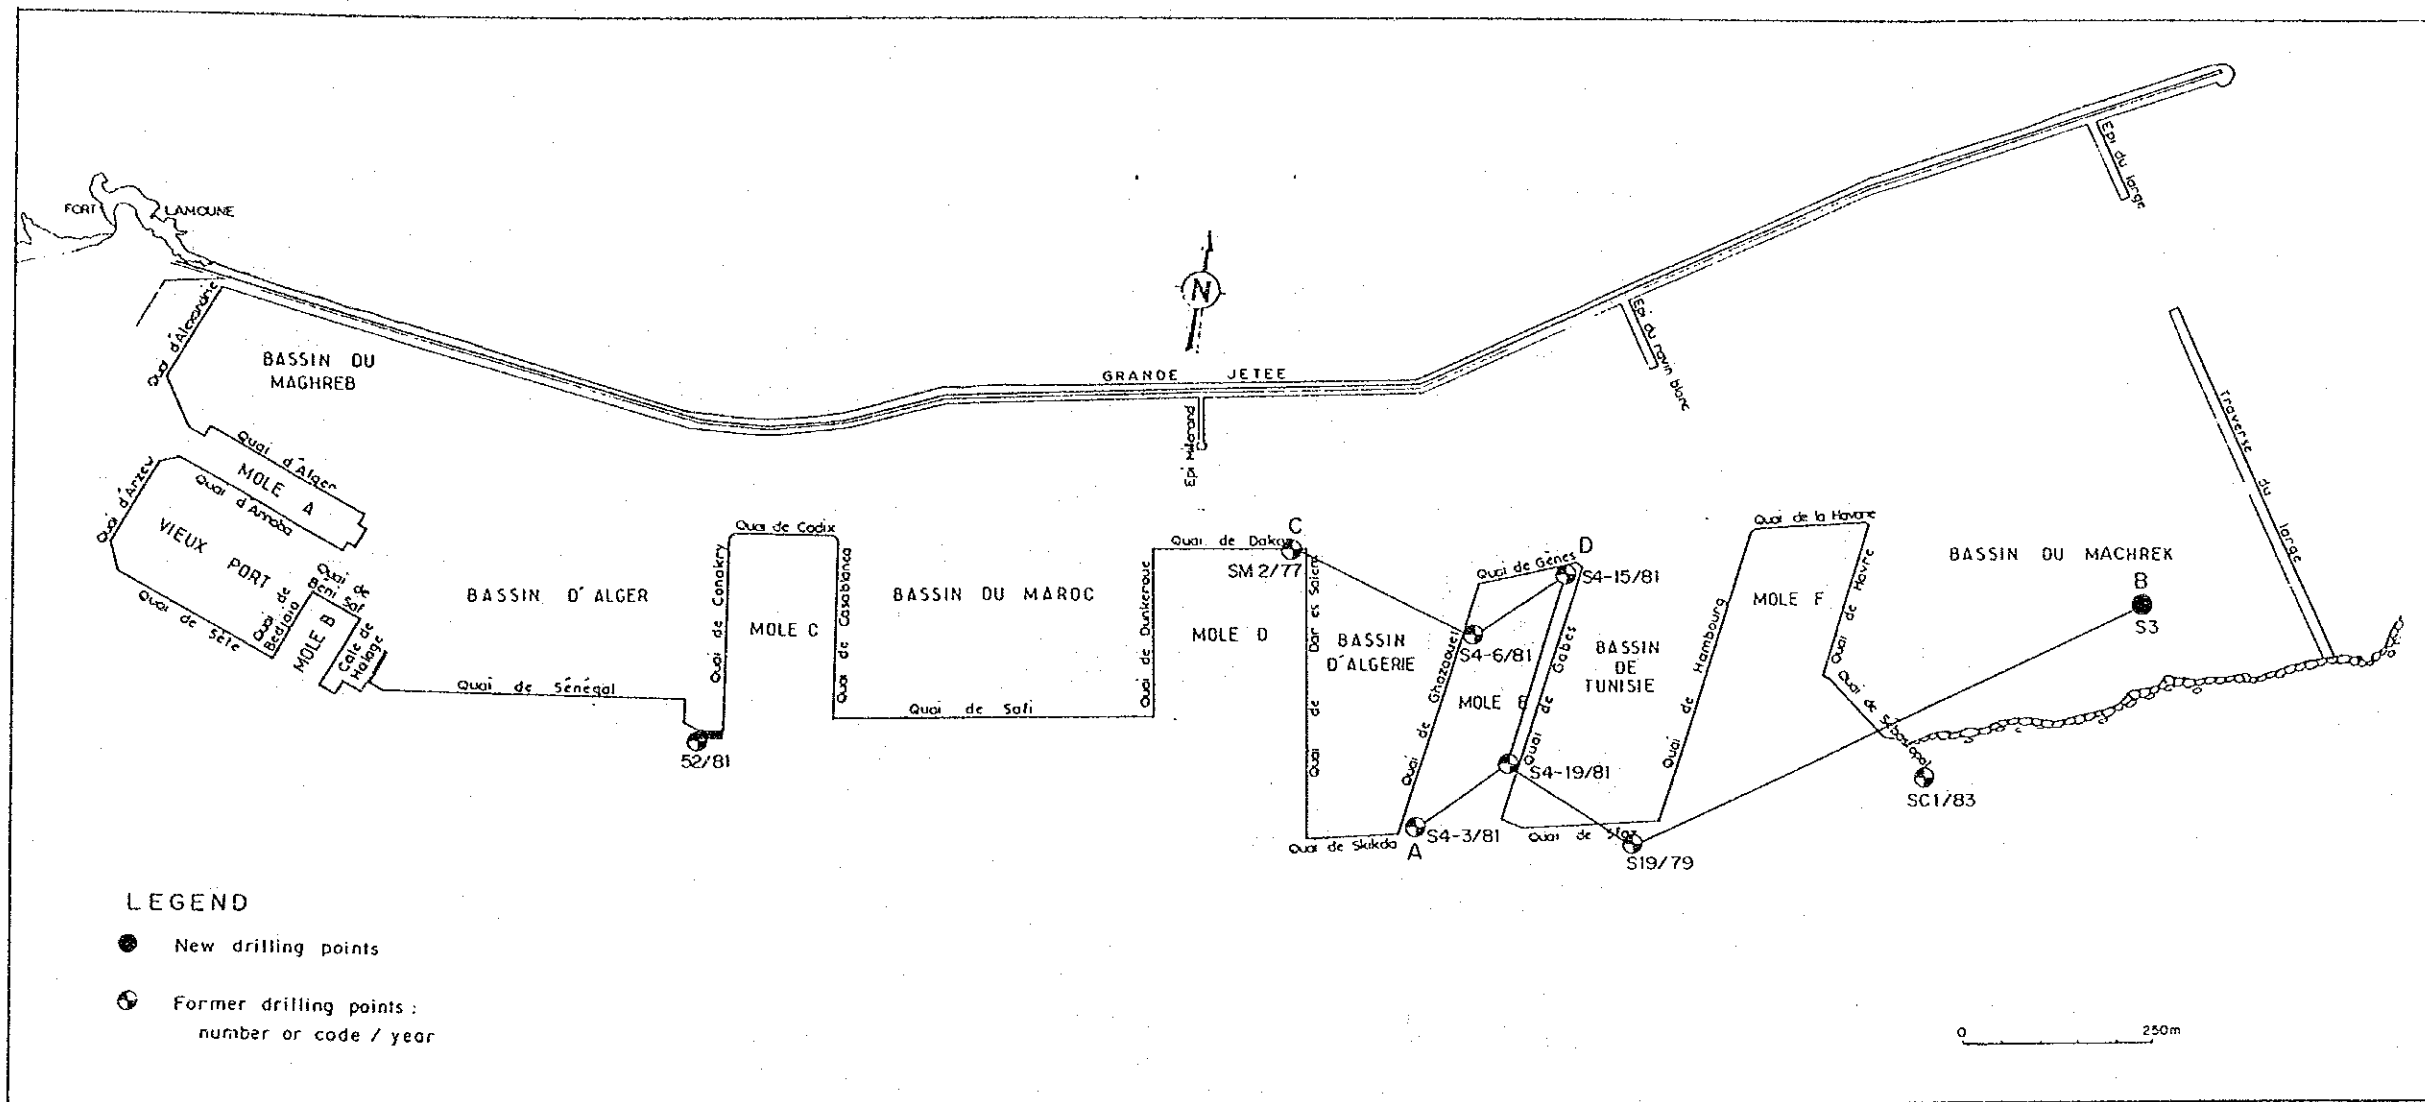 FORT LAMOUNE
Quai d'Alexandrie
BASSIN DU
MAGHREB
Quai d'Alger
MOLE A
Quai d'Annaba
Quai d'Arzew
VIEUX PORT
Quai de Sète
Quai de
Bedjaia
Quai de
Beni Saf
MOLE B
Cale de
Halage
BASSIN D'ALGER
Quai de Sénégal
52/81
Quai de Conakry
Quai de Cadix
MOLE C
Quai de Casablanca
BASSIN DU MAROC
Quai de Safi
Quai de Dunkerque
N
GRANDE JETEE
Epi Millerand
Epi du ravin blanc
Epi du large
Traverse du large
Quai de Dakar
C
SM 2/77
MOLE D
Quai de Dar es Salem
BASSIN
D'ALGERIE
Quai de Skikda
A
S4-3/81
Quai de Ghazaouet
Quai de Gènes
D
S4-15/81
S4-6/81
MOLE E
Quai de Gabes
S4-19/81
BASSIN
DE
TUNISIE
Quai de Sfax
S19/79
Quai de Hambourg
Quai de la Havane
MOLE F
Quai de Havre
Quai de Sébastopol
SC1/83
BASSIN DU MACHREK
B
S3
LEGEND
New drilling points
Former drilling points :
number or code / year
0 250m